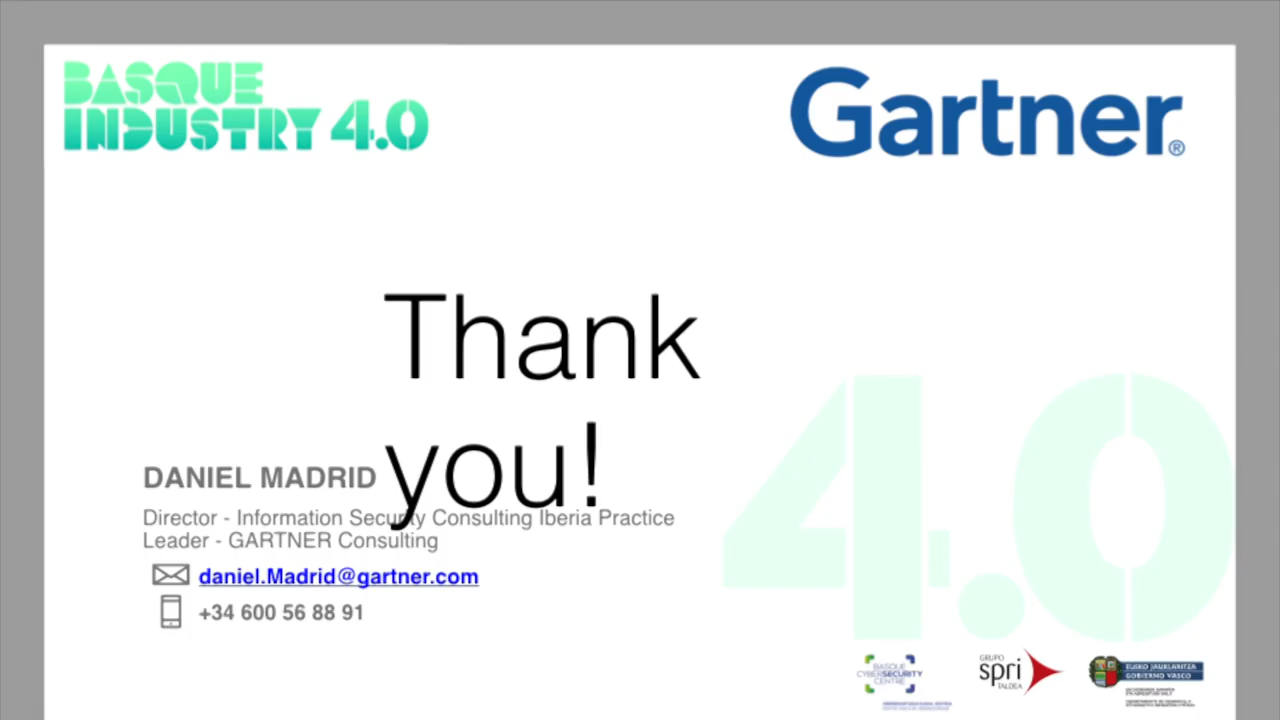 BASQUE
INDUSTRY 4.0
Gartner®
Thank
you!
DANIEL MADRID
Director - Information Security Consulting Iberia Practice
Leader - GARTNER Consulting
daniel.Madrid@gartner.com
+34 600 56 88 91
4.0
BASQUE
CYBERSECURITY
CENTRE
GRUPO
spri
TALDEA
EUSKO JAURLARITZA
GOBIERNO VASCO